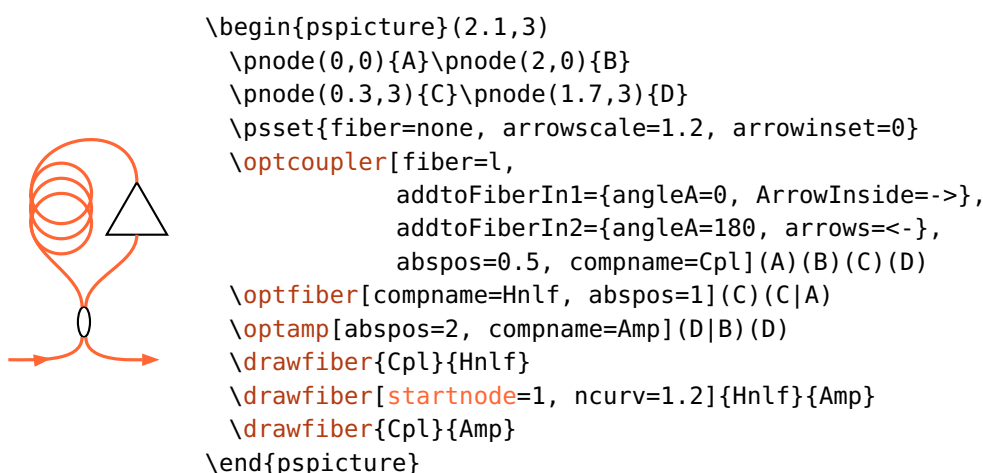 \begin{pspicture}(2.1,3)
  \pnode(0,0){A}\pnode(2,0){B}
  \pnode(0.3,3){C}\pnode(1.7,3){D}
  \psset{fiber=none, arrowscale=1.2, arrowinset=0}
  \optcoupler[fiber=l,
              addtoFiberIn1={angleA=0, ArrowInside=->},
              addtoFiberIn2={angleA=180, arrows=<-},
              abspos=0.5, compname=Cpl](A)(B)(C)(D)
  \optfiber[compname=Hnlf, abspos=1](C)(C|A)
  \optamp[abspos=2, compname=Amp](D|B)(D)
  \drawfiber{Cpl}{Hnlf}
  \drawfiber[startnode=1, ncurv=1.2]{Hnlf}{Amp}
  \drawfiber{Cpl}{Amp}
\end{pspicture}